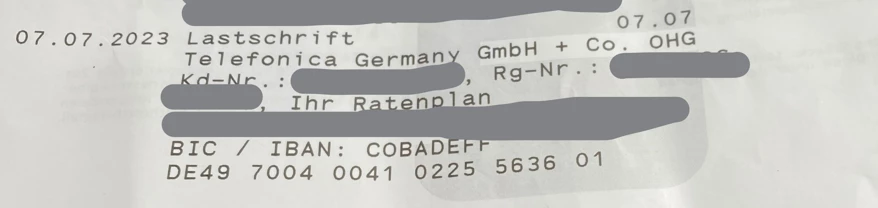 07.07
07.07.2023 Lastschrift
Telefonica Germany GmbH + Co. OHG
Kd-Nr.: , Rg-Nr.:
, Ihr Ratenplan
BIC / IBAN: COBADEFF
DE49 7004 0041 0225 5636 01